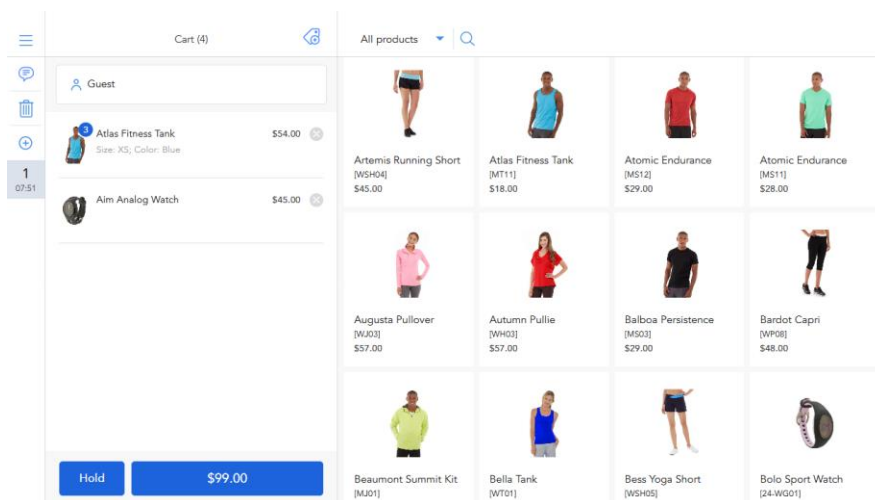 Cart (4)
Guest
3
Atlas Fitness Tank $54.00
Size: XS; Color: Blue
Aim Analog Watch $45.00
1
07:51
Hold $99.00
All products
Artemis Running Short
[WSH04]
$45.00
Atlas Fitness Tank
[MT11]
$18.00
Atomic Endurance
[MS12]
$29.00
Atomic Endurance
[MS11]
$28.00
Augusta Pullover
[WJ03]
$57.00
Autumn Pullie
[WH03]
$57.00
Balboa Persistence
[MS03]
$29.00
Bardot Capri
[WP08]
$48.00
Beaumont Summit Kit
[MJ01]
Bella Tank
[WT01]
Bess Yoga Short
[WSH05]
Bolo Sport Watch
[24-WG01]